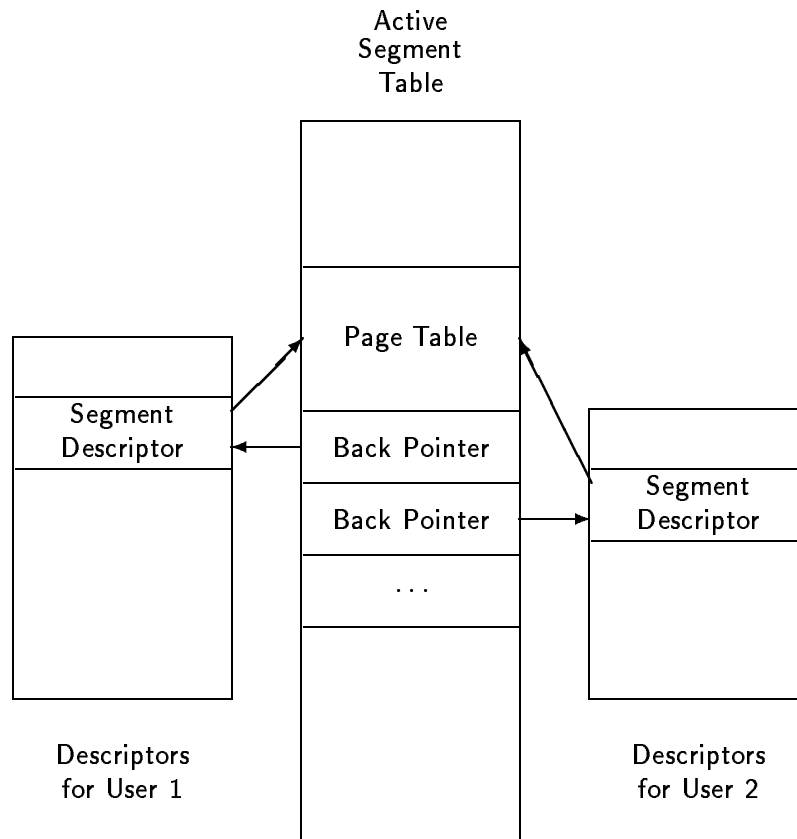 Active
Segment
Table
Page Table
Segment
Descriptor
Back Pointer
Back Pointer
Segment
Descriptor
...
Descriptors
for User 1
Descriptors
for User 2